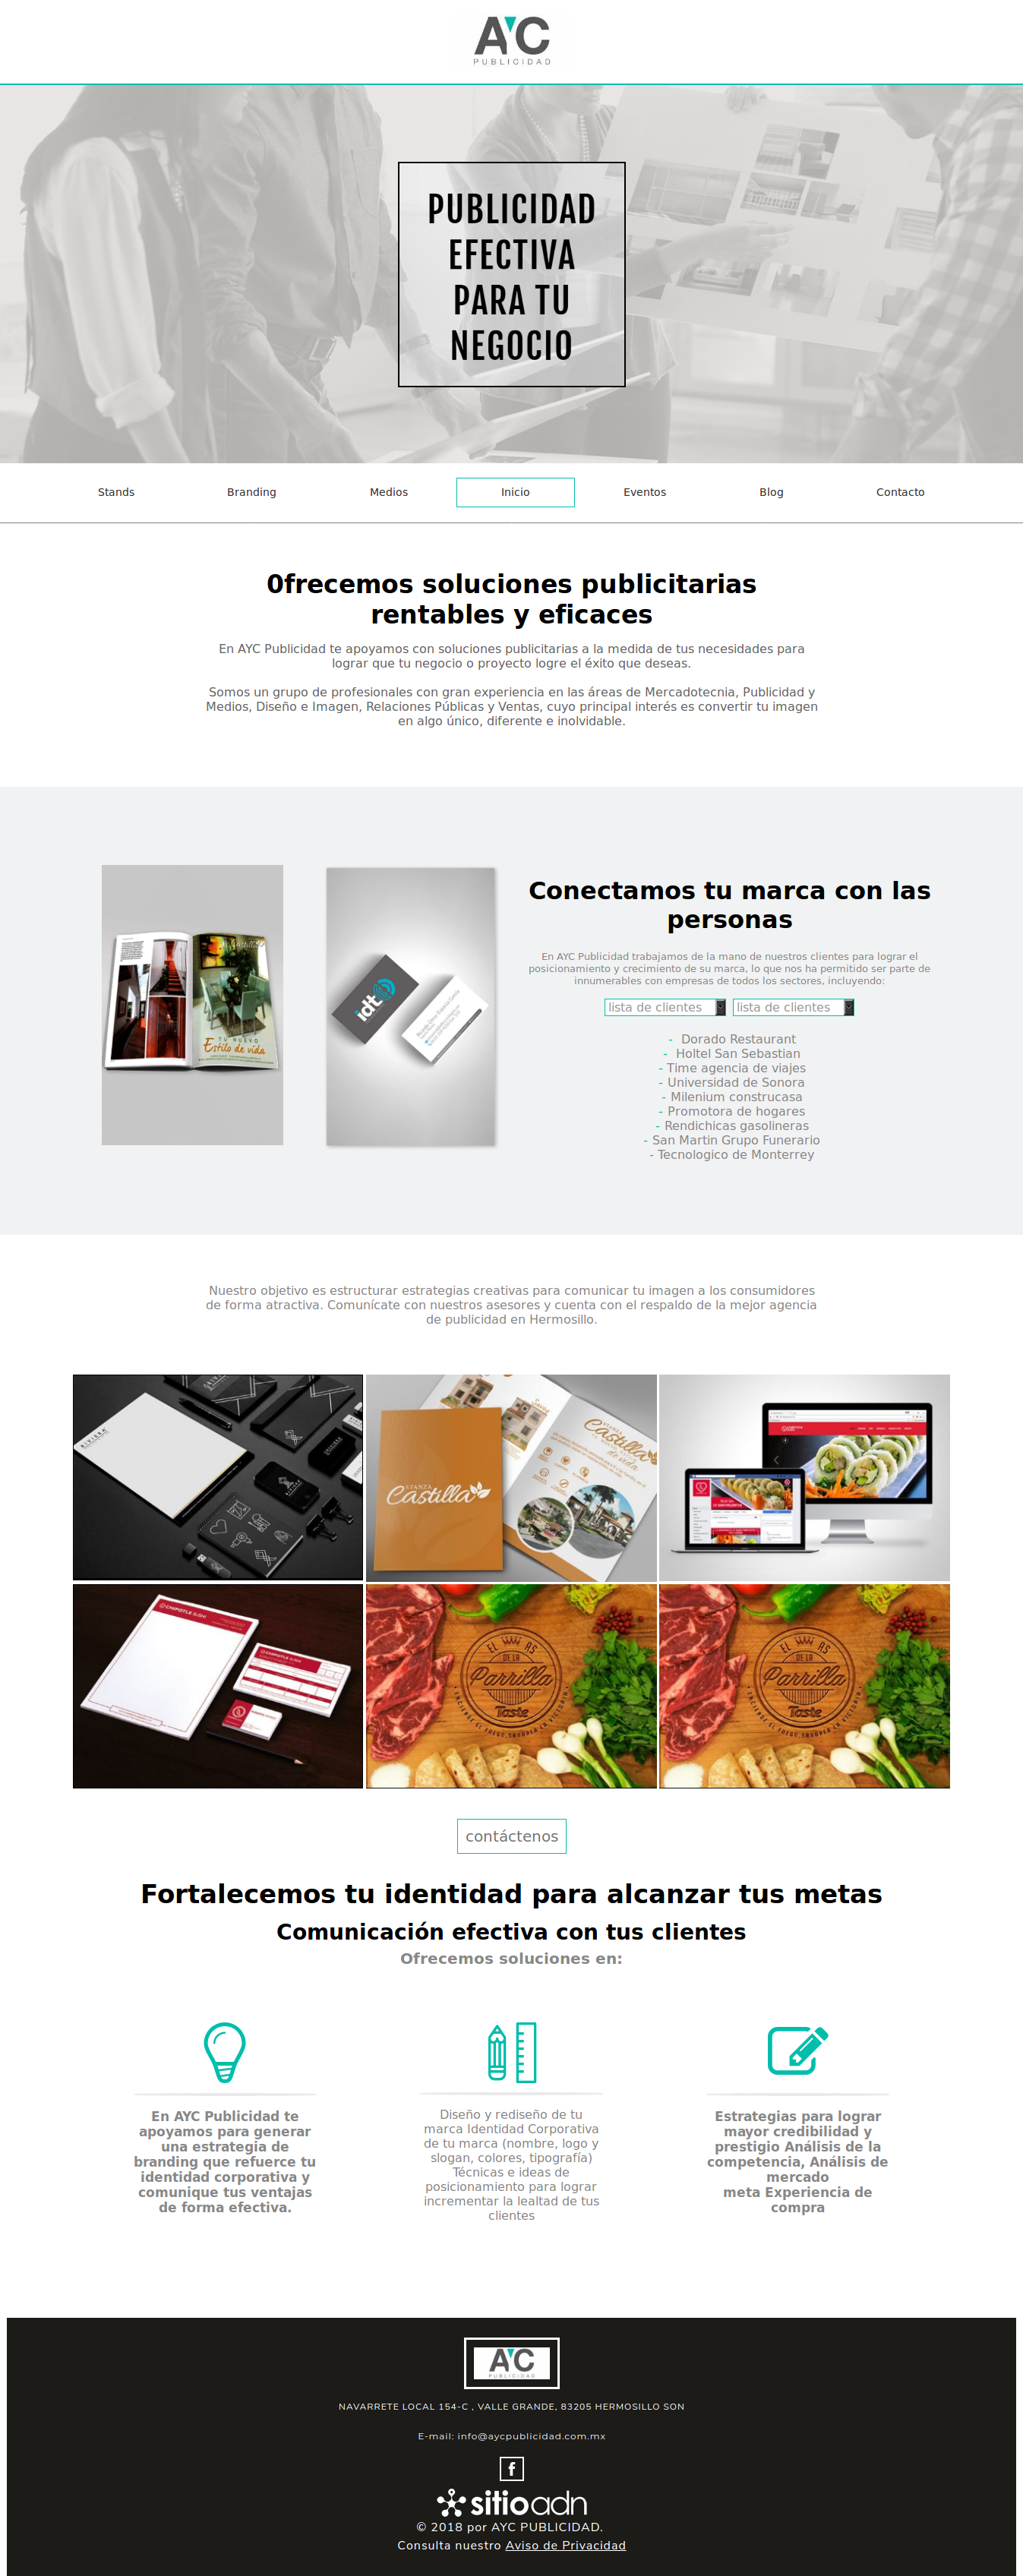 AYC
PUBLICIDAD
PUBLICIDAD
EFECTIVA
PARA TU
NEGOCIO
Stands
Branding
Medios
Inicio
Eventos
Blog
Contacto
0frecemos soluciones publicitarias
rentables y eficaces
En AYC Publicidad te apoyamos con soluciones publicitarias a la medida de tus necesidades para
lograr que tu negocio o proyecto logre el éxito que deseas.
Somos un grupo de profesionales con gran experiencia en las áreas de Mercadotecnia, Publicidad y
Medios, Diseño e Imagen, Relaciones Públicas y Ventas, cuyo principal interés es convertir tu imagen
en algo único, diferente e inolvidable.
TU NUEVO
Estilo de vida
idt
Conectamos tu marca con las
personas
En AYC Publicidad trabajamos de la mano de nuestros clientes para lograr el
posicionamiento y crecimiento de su marca, lo que nos ha permitido ser parte de
innumerables con empresas de todos los sectores, incluyendo:
lista de clientes
lista de clientes
- Dorado Restaurant
- Holtel San Sebastian
- Time agencia de viajes
- Universidad de Sonora
- Milenium construcasa
- Promotora de hogares
- Rendichicas gasolineras
- San Martin Grupo Funerario
- Tecnologico de Monterrey
Nuestro objetivo es estructurar estrategias creativas para comunicar tu imagen a los consumidores
de forma atractiva. Comunícate con nuestros asesores y cuenta con el respaldo de la mejor agencia
de publicidad en Hermosillo.
RIVIERA
STANZA
Castilla
Castilla
de vida
CHIPOTLE SUSHI
EL AS
DE LA
Parrilla
Taste
EL AS
DE LA
Parrilla
Taste
contáctenos
Fortalecemos tu identidad para alcanzar tus metas
Comunicación efectiva con tus clientes
Ofrecemos soluciones en:
En AYC Publicidad te
apoyamos para generar
una estrategia de
branding que refuerce tu
identidad corporativa y
comunique tus ventajas
de forma efectiva.
Diseño y rediseño de tu
marca Identidad Corporativa
de tu marca (nombre, logo y
slogan, colores, tipografía)
Técnicas e ideas de
posicionamiento para lograr
incrementar la lealtad de tus
clientes
Estrategias para lograr
mayor credibilidad y
prestigio Análisis de la
competencia, Análisis de
mercado
meta Experiencia de
compra
AYC
PUBLICIDAD
NAVARRETE LOCAL 154-C , VALLE GRANDE, 83205 HERMOSILLO SON
E-mail: info@aycpublicidad.com.mx
f
sitioadn
© 2018 por AYC PUBLICIDAD.
Consulta nuestro Aviso de Privacidad